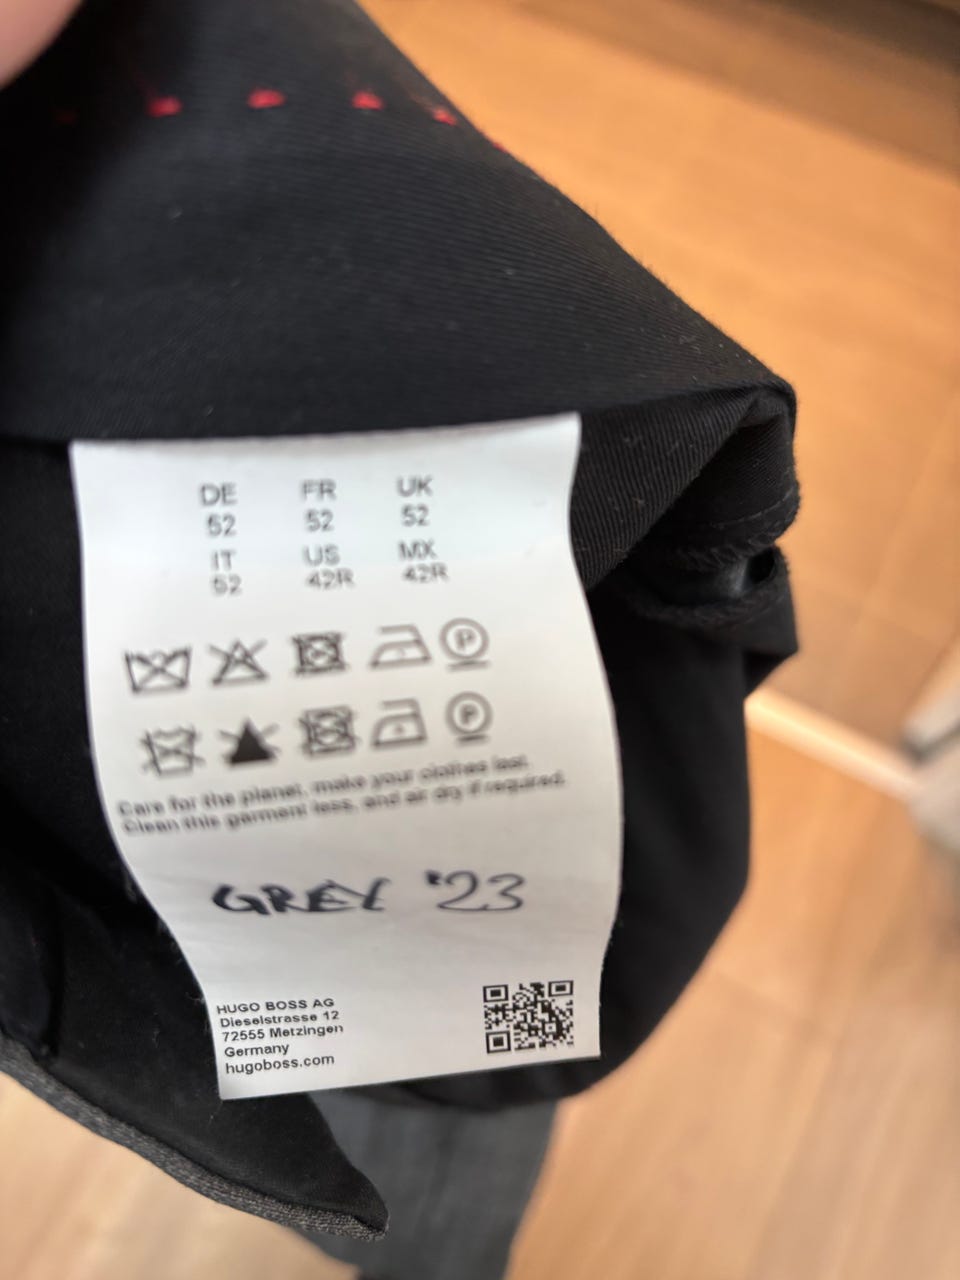 DE FR UK
52 52 52
IT US MX
52 42R 42R
P
P
Care for the planet, make your clothes last.
Clean this garment less, and air dry if required.
GREY '23
HUGO BOSS AG
Dieselstrasse 12
72555 Metzingen
Germany
hugoboss.com